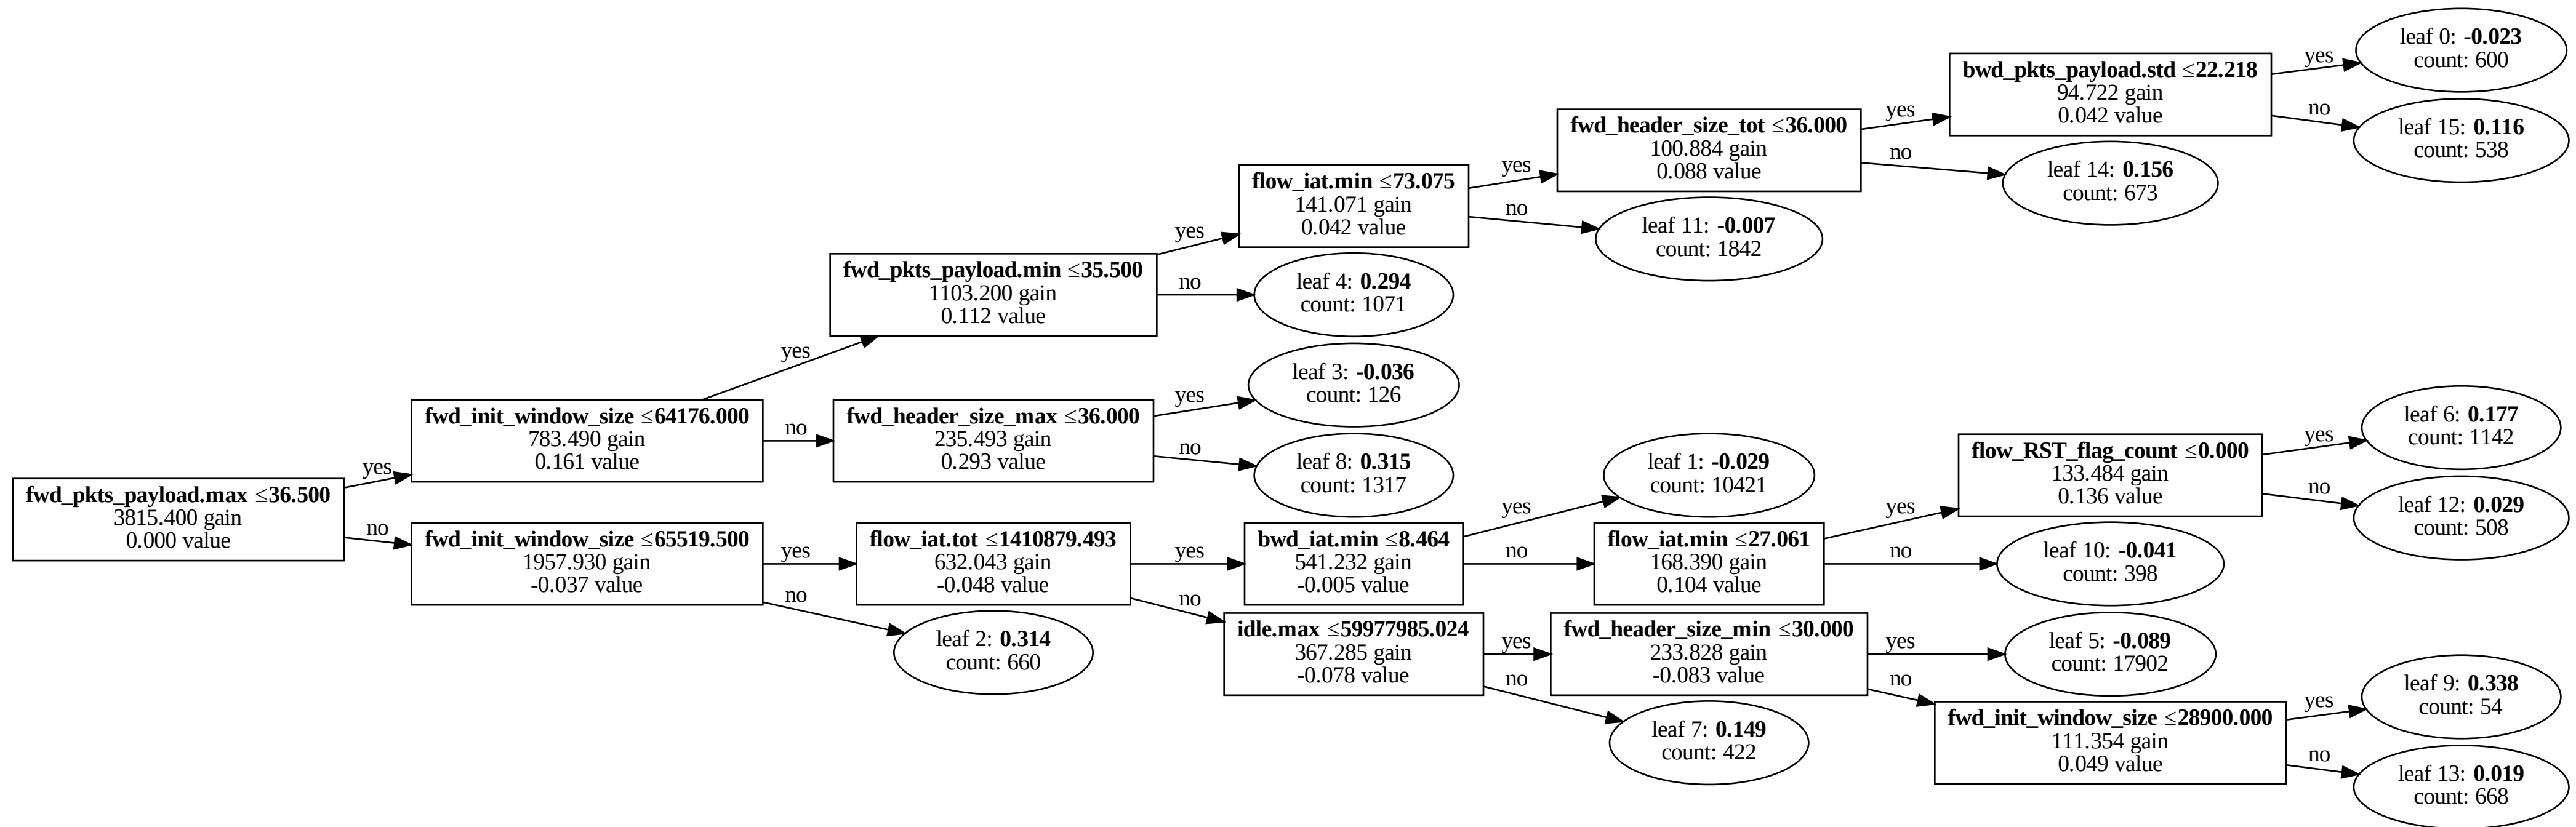 fwd_pkts_payload.max ≤36.500
3815.400 gain
0.000 value
yes
no
fwd_init_window_size ≤64176.000
783.490 gain
0.161 value
yes
no
fwd_init_window_size ≤65519.500
1957.930 gain
-0.037 value
yes
no
fwd_pkts_payload.min ≤35.500
1103.200 gain
0.112 value
yes
no
fwd_header_size_max ≤36.000
235.493 gain
0.293 value
yes
no
flow_iat.tot ≤1410879.493
632.043 gain
-0.048 value
yes
no
leaf 2: 0.314
count: 660
flow_iat.min ≤73.075
141.071 gain
0.042 value
yes
no
leaf 4: 0.294
count: 1071
leaf 3: -0.036
count: 126
leaf 8: 0.315
count: 1317
bwd_iat.min ≤8.464
541.232 gain
-0.005 value
yes
no
idle.max ≤59977985.024
367.285 gain
-0.078 value
yes
no
fwd_header_size_tot ≤36.000
100.884 gain
0.088 value
yes
no
leaf 11: -0.007
count: 1842
leaf 1: -0.029
count: 10421
flow_iat.min ≤27.061
168.390 gain
0.104 value
yes
no
fwd_header_size_min ≤30.000
233.828 gain
-0.083 value
yes
no
leaf 7: 0.149
count: 422
bwd_pkts_payload.std ≤22.218
94.722 gain
0.042 value
yes
no
leaf 14: 0.156
count: 673
flow_RST_flag_count ≤0.000
133.484 gain
0.136 value
yes
no
leaf 10: -0.041
count: 398
leaf 5: -0.089
count: 17902
fwd_init_window_size ≤28900.000
111.354 gain
0.049 value
yes
no
leaf 0: -0.023
count: 600
leaf 15: 0.116
count: 538
leaf 6: 0.177
count: 1142
leaf 12: 0.029
count: 508
leaf 9: 0.338
count: 54
leaf 13: 0.019
count: 668